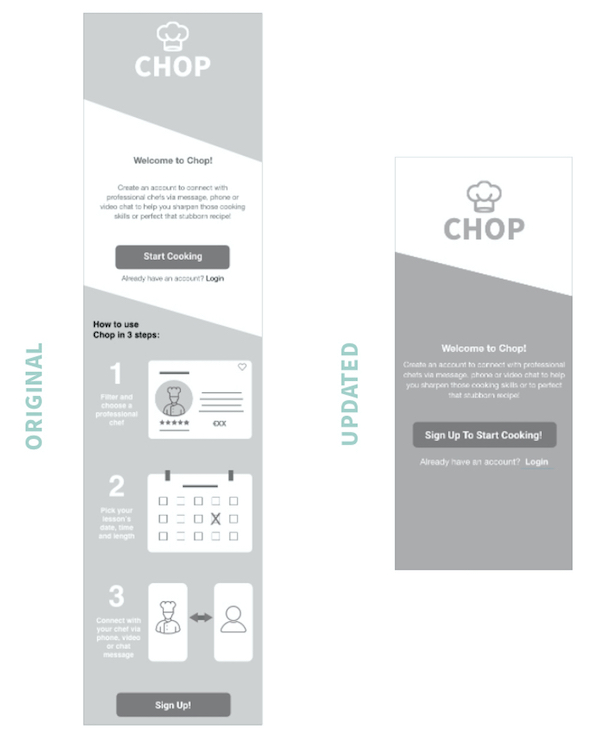 ORIGINAL
CHOP
Welcome to Chop!
Create an account to connect with
professional chefs via message, phone or
video chat to help you sharpen those cooking
skills or perfect that stubborn recipe!
Start Cooking
Already have an account? Login
How to use
Chop in 3 steps:
1
Filter and
choose a
professional
chef
€XX
2
Pick your
lesson's
date, time
and length
X
3
Connect with
your chef via
phone, video
or chat
message
Sign Up!
UPDATED
CHOP
Welcome to Chop!
Create an account to connect with professional
chefs via message, phone or video chat to help
you sharpen those cooking skills or to perfect
that stubborn recipe!
Sign Up To Start Cooking!
Already have an account? Login